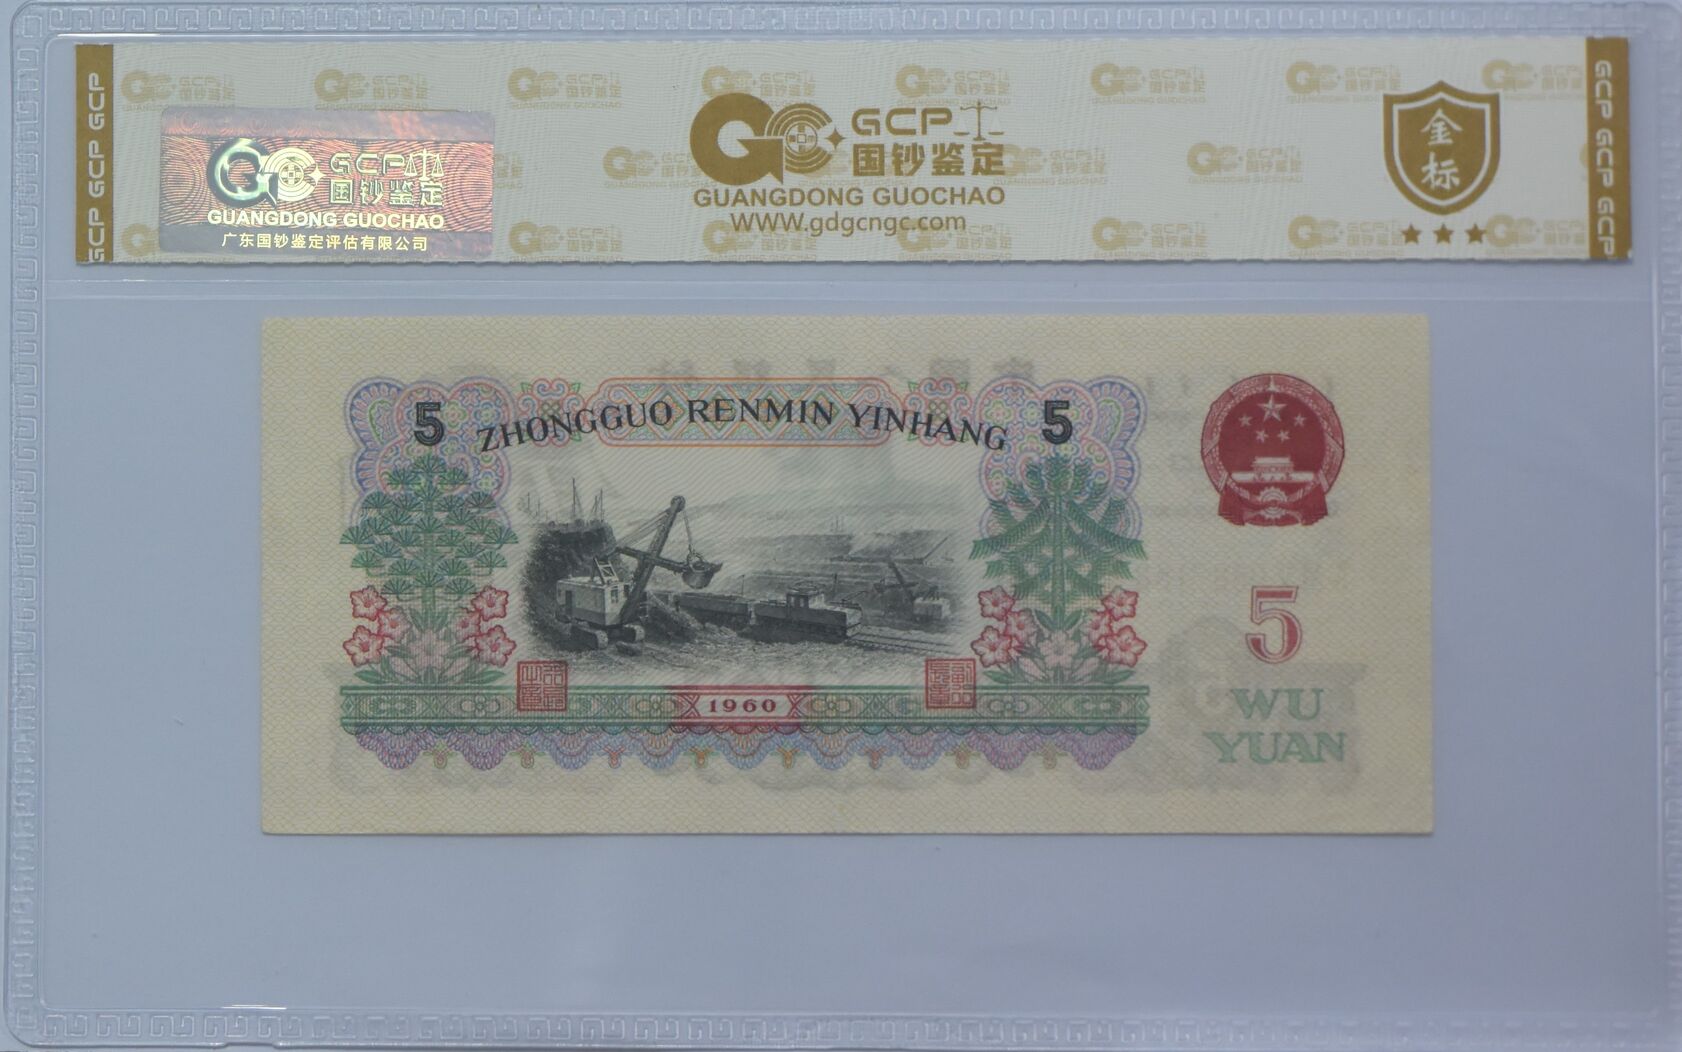 GCP GCP
GCP
国钞鉴定
GUANGDONG GUOCHAO
广东国钞鉴定评估有限公司
GCP
国钞鉴定
GUANGDONG GUOCHAO
WWW.gdgcngc.com
金标
GCP GCP GCP
5 ZHONGGUO RENMIN YINHANG 5
5
WU
YUAN
1960